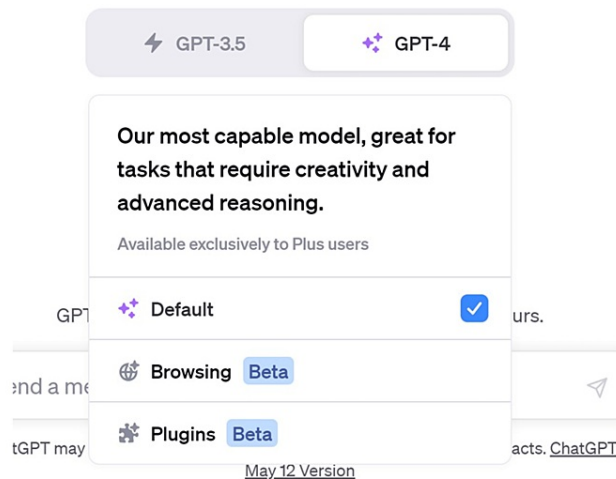 GPT-3.5 GPT-4
Our most capable model, great for
tasks that require creativity and
advanced reasoning.
Available exclusively to Plus users
GPT Default urs.
Browsing Beta
end a me
Plugins Beta
tGPT may acts. ChatGPT
May 12 Version